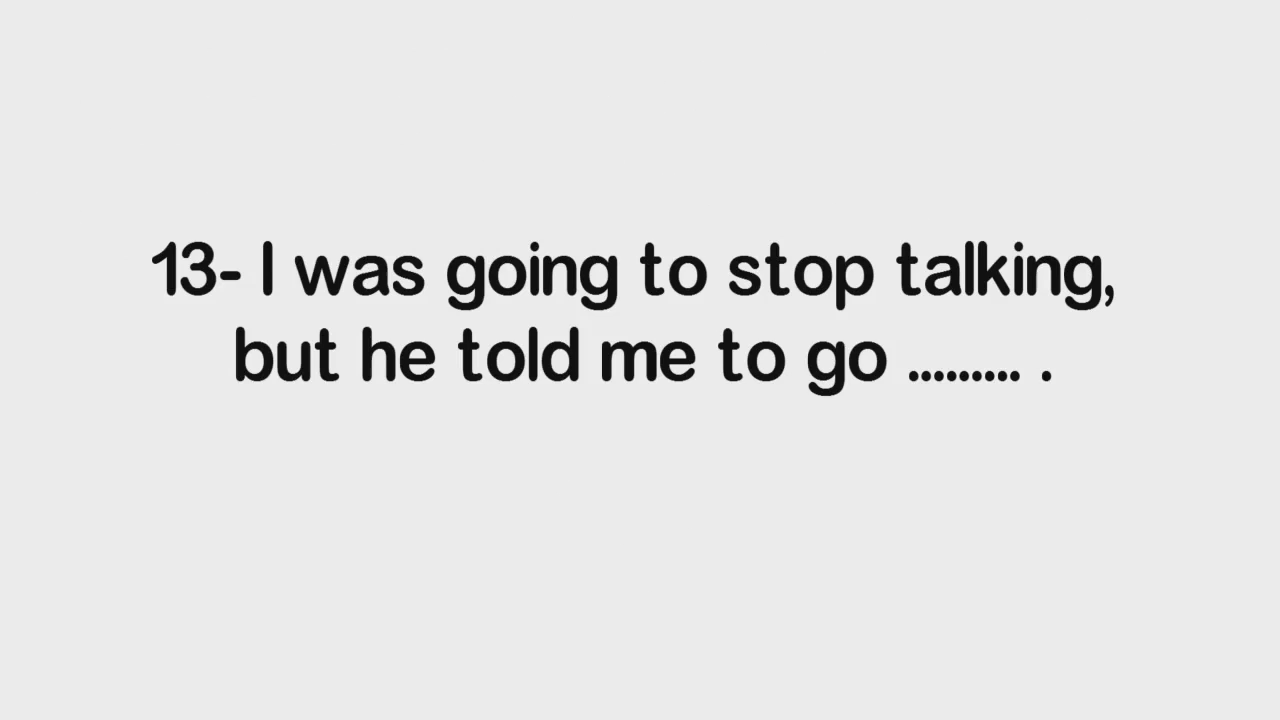 13- I was going to stop talking,
but he told me to go ......... .